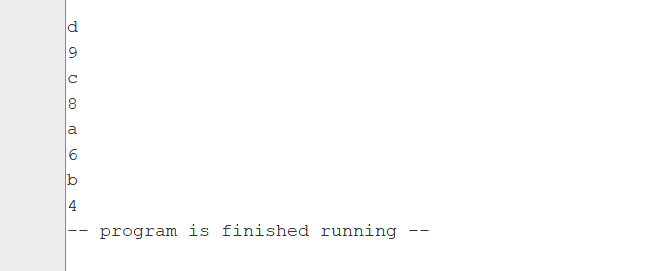 d
9
c
8
a
6
b
4
-- program is finished running --